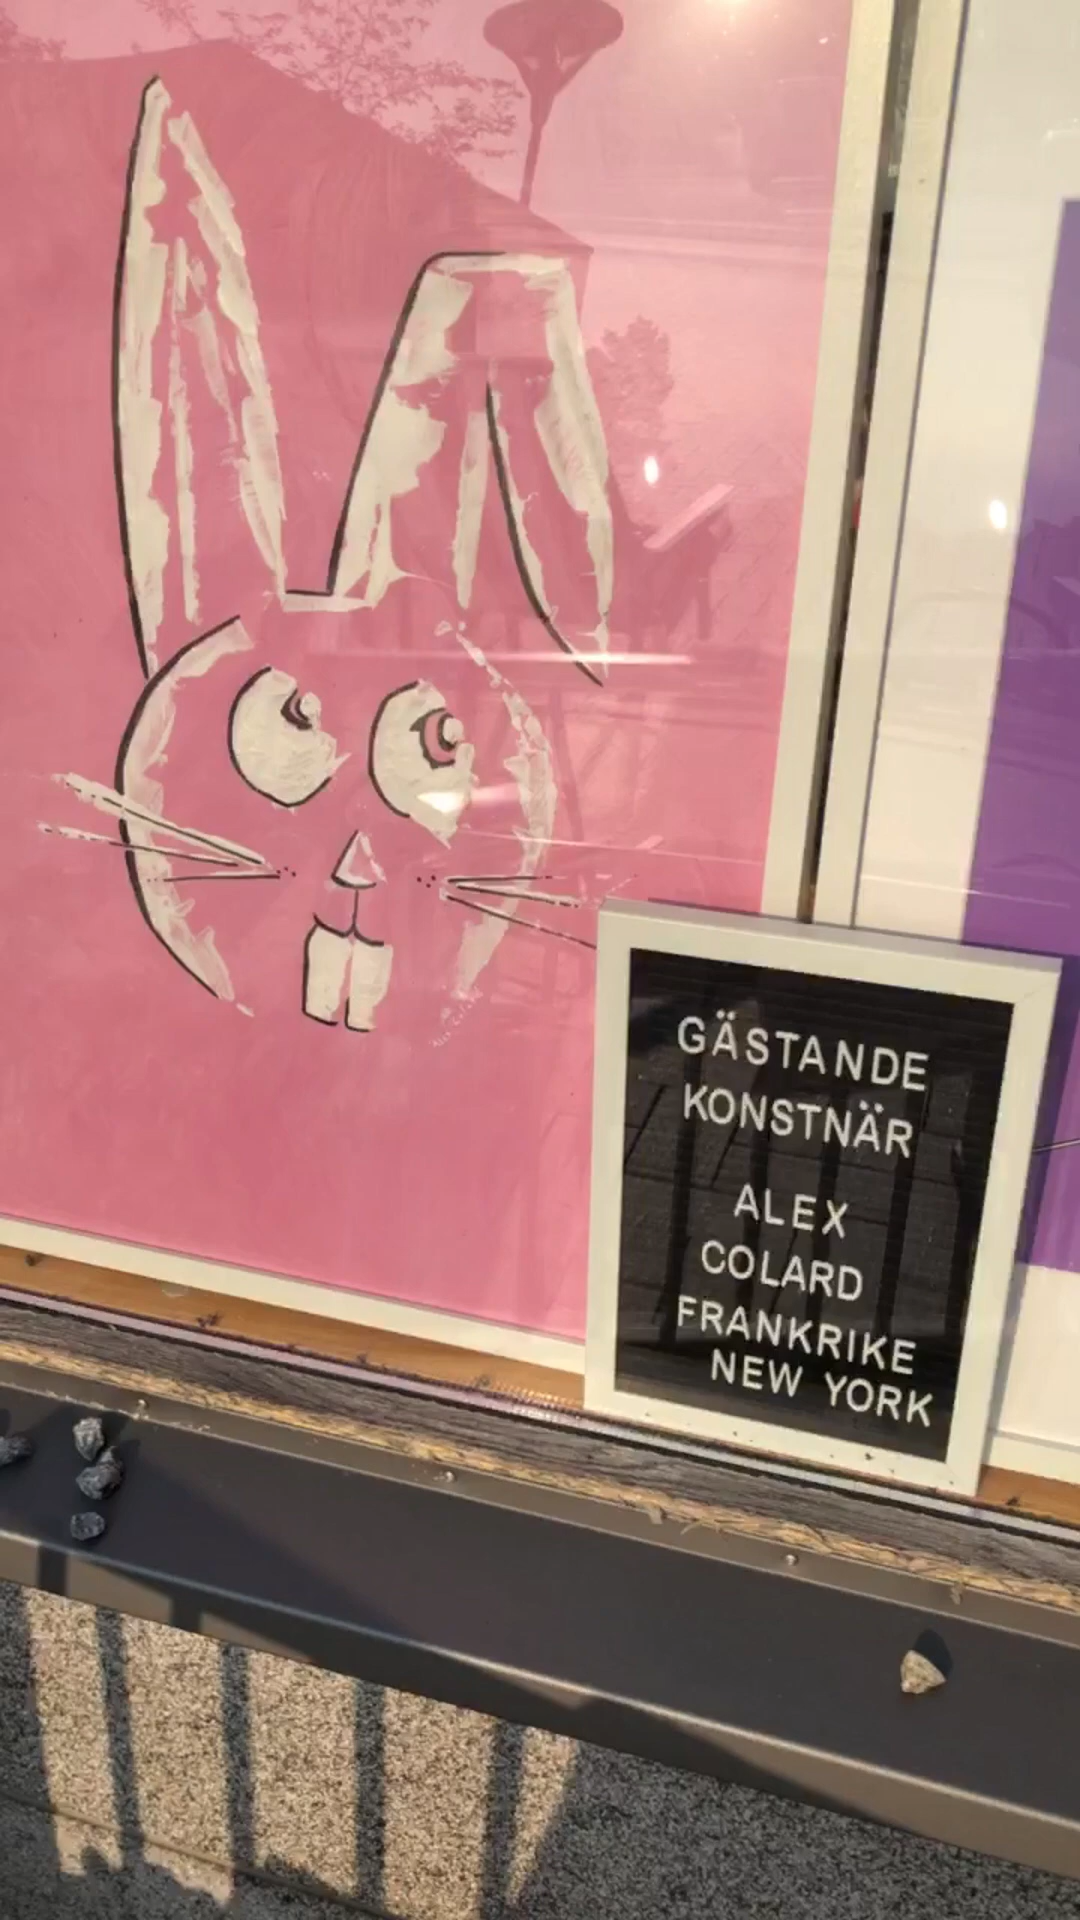 GÄSTANDE
KONSTNÄR
ALEX
COLARD
FRANKRIKE
NEW YORK